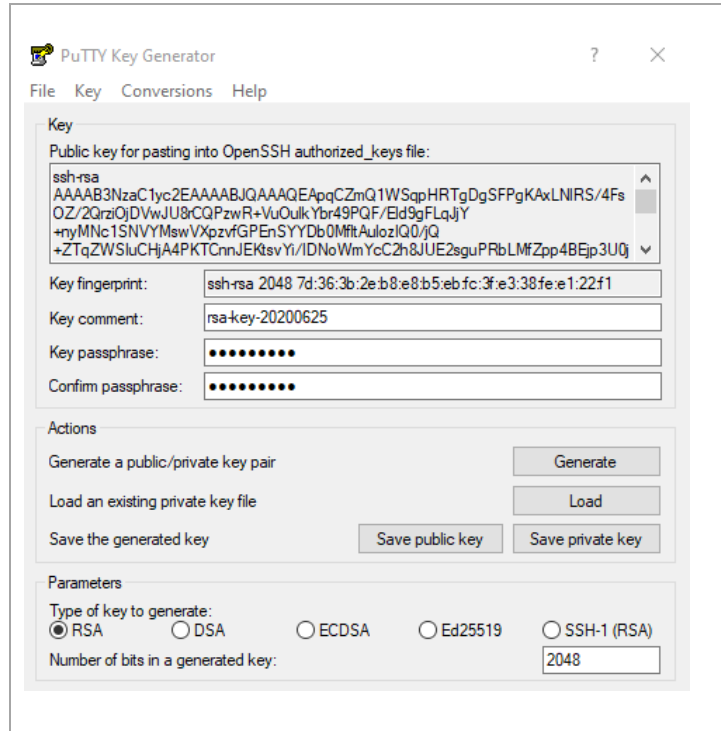 PuTTY Key Generator
?
File Key Conversions Help
Key
Public key for pasting into OpenSSH authorized_keys file:
ssh-rsa
AAAAB3NzaC1yc2EAAAABJQAAAQEApqCZmQ1WSqpHRTgDgSFPgKAxLNIRS/4Fs
OZ/2QrziOjDVwJU8rCQPzwR+VuOulkYbr49PQF/Eld9gFLqJjY
+nyMNc1SNVYMswVXpzvfGPEnSYYDb0MfltAulozIQ0/jQ
+ZTqZWSluCHjA4PKTCnnJEKtsvYi/IDNoWmYcC2h8JUE2sguPRbLMfZpp4BEjp3U0j
Key fingerprint: ssh-rsa 2048 7d:36:3b:2e:b8:e8:b5:eb:fc:3f:e3:38:fe:e1:22:f1
Key comment: rsa-key-20200625
Key passphrase: ●●●●●●●●●
Confirm passphrase: ●●●●●●●●●
Actions
Generate a public/private key pair Generate
Load an existing private key file Load
Save the generated key Save public key Save private key
Parameters
Type of key to generate:
RSA DSA ECDSA Ed25519 SSH-1 (RSA)
Number of bits in a generated key: 2048